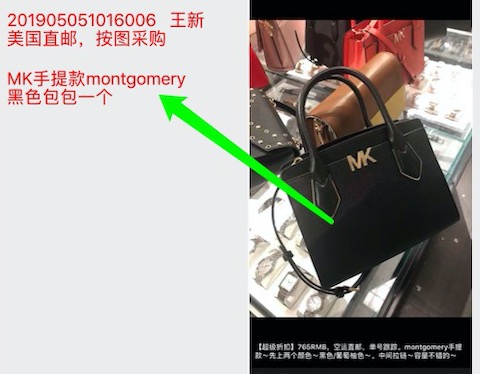 201905051016006 王新
美国直邮，按图采购
MK手提款montgomery
黑色包包一个
MK
【超级折扣】765RMB，空运直邮，单号跟踪。montgomery手提
款～先上两个颜色～黑色/葡萄柚色～。中间拉链～容量不错的～